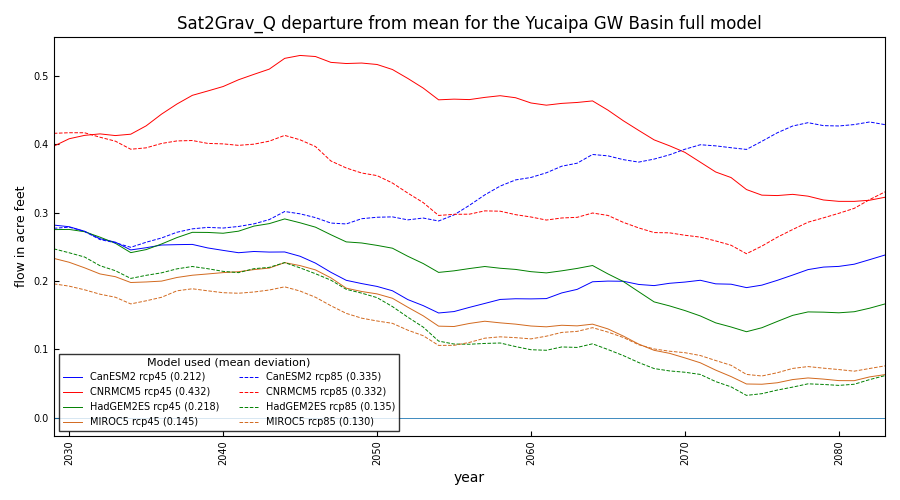 Sat2Grav_Q departure from mean for the Yucaipa GW Basin full model
flow in acre feet
0.5
0.4
0.3
0.2
0.1
0.0
Model used (mean deviation)
CanESM2 rcp45 (0.212) CanESM2 rcp85 (0.335)
CNRMCM5 rcp45 (0.432) CNRMCM5 rcp85 (0.332)
HadGEM2ES rcp45 (0.218) HadGEM2ES rcp85 (0.135)
MIROC5 rcp45 (0.145) MIROC5 rcp85 (0.130)
2030 2040 2050 2060 2070 2080
year